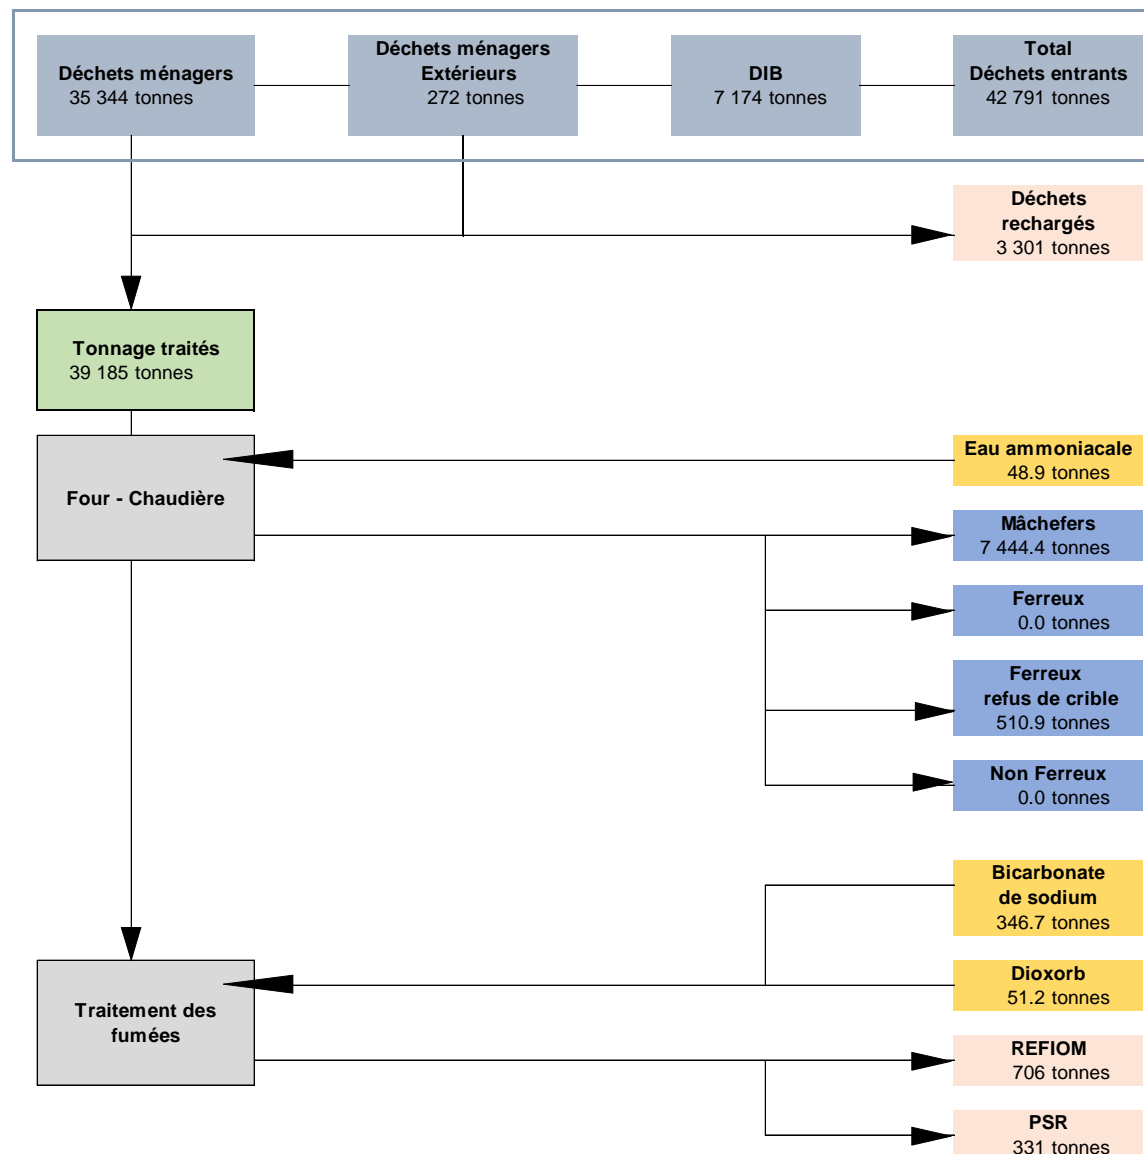 Déchets ménagers
35 344 tonnes
Déchets ménagers
Extérieurs
272 tonnes
DIB
7 174 tonnes
Total
Déchets entrants
42 791 tonnes
Déchets
rechargés
3 301 tonnes
Tonnage traités
39 185 tonnes
Four - Chaudière
Eau ammoniacale
48.9 tonnes
Mâchefers
7 444.4 tonnes
Ferreux
0.0 tonnes
Ferreux
refus de crible
510.9 tonnes
Non Ferreux
0.0 tonnes
Bicarbonate
de sodium
346.7 tonnes
Traitement des
fumées
Dioxorb
51.2 tonnes
REFIOM
706 tonnes
PSR
331 tonnes